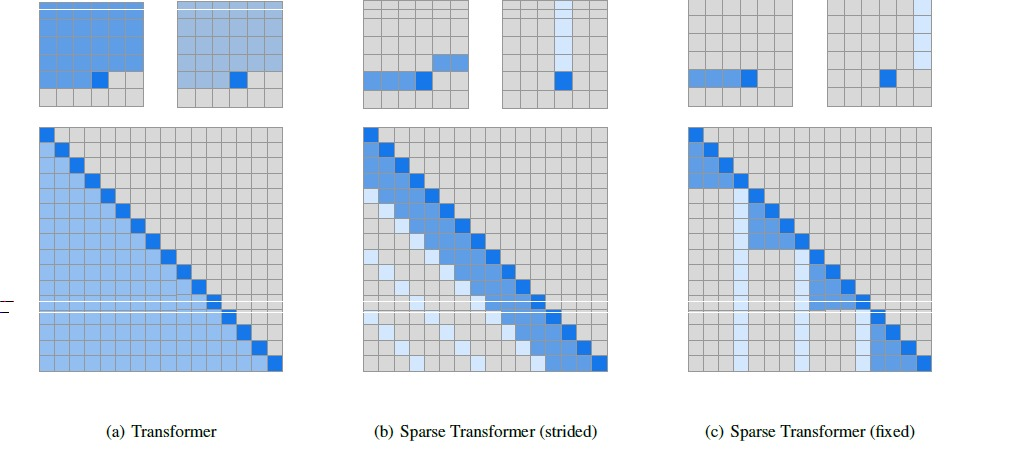 (a) Transformer
(b) Sparse Transformer (strided)
(c) Sparse Transformer (fixed)